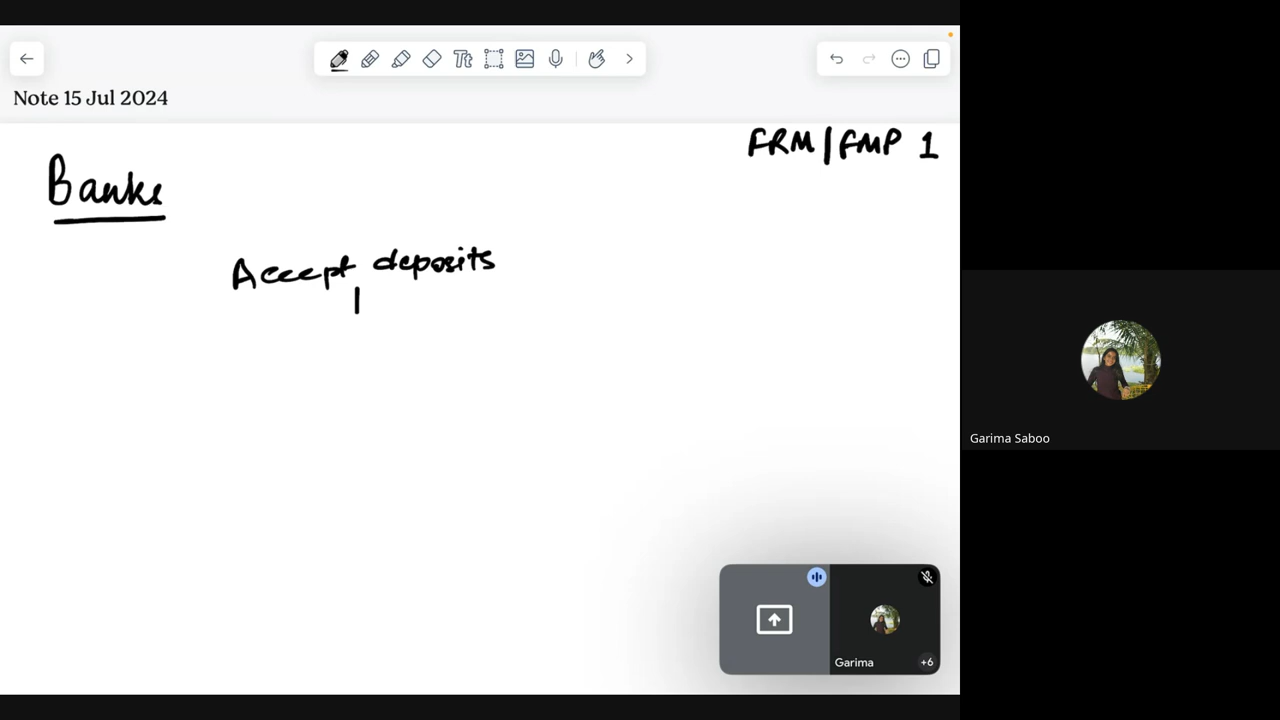 Note 15 Jul 2024
FRM/FMP 1
Banks
Accept deposits
Garima Saboo
Garima
+6